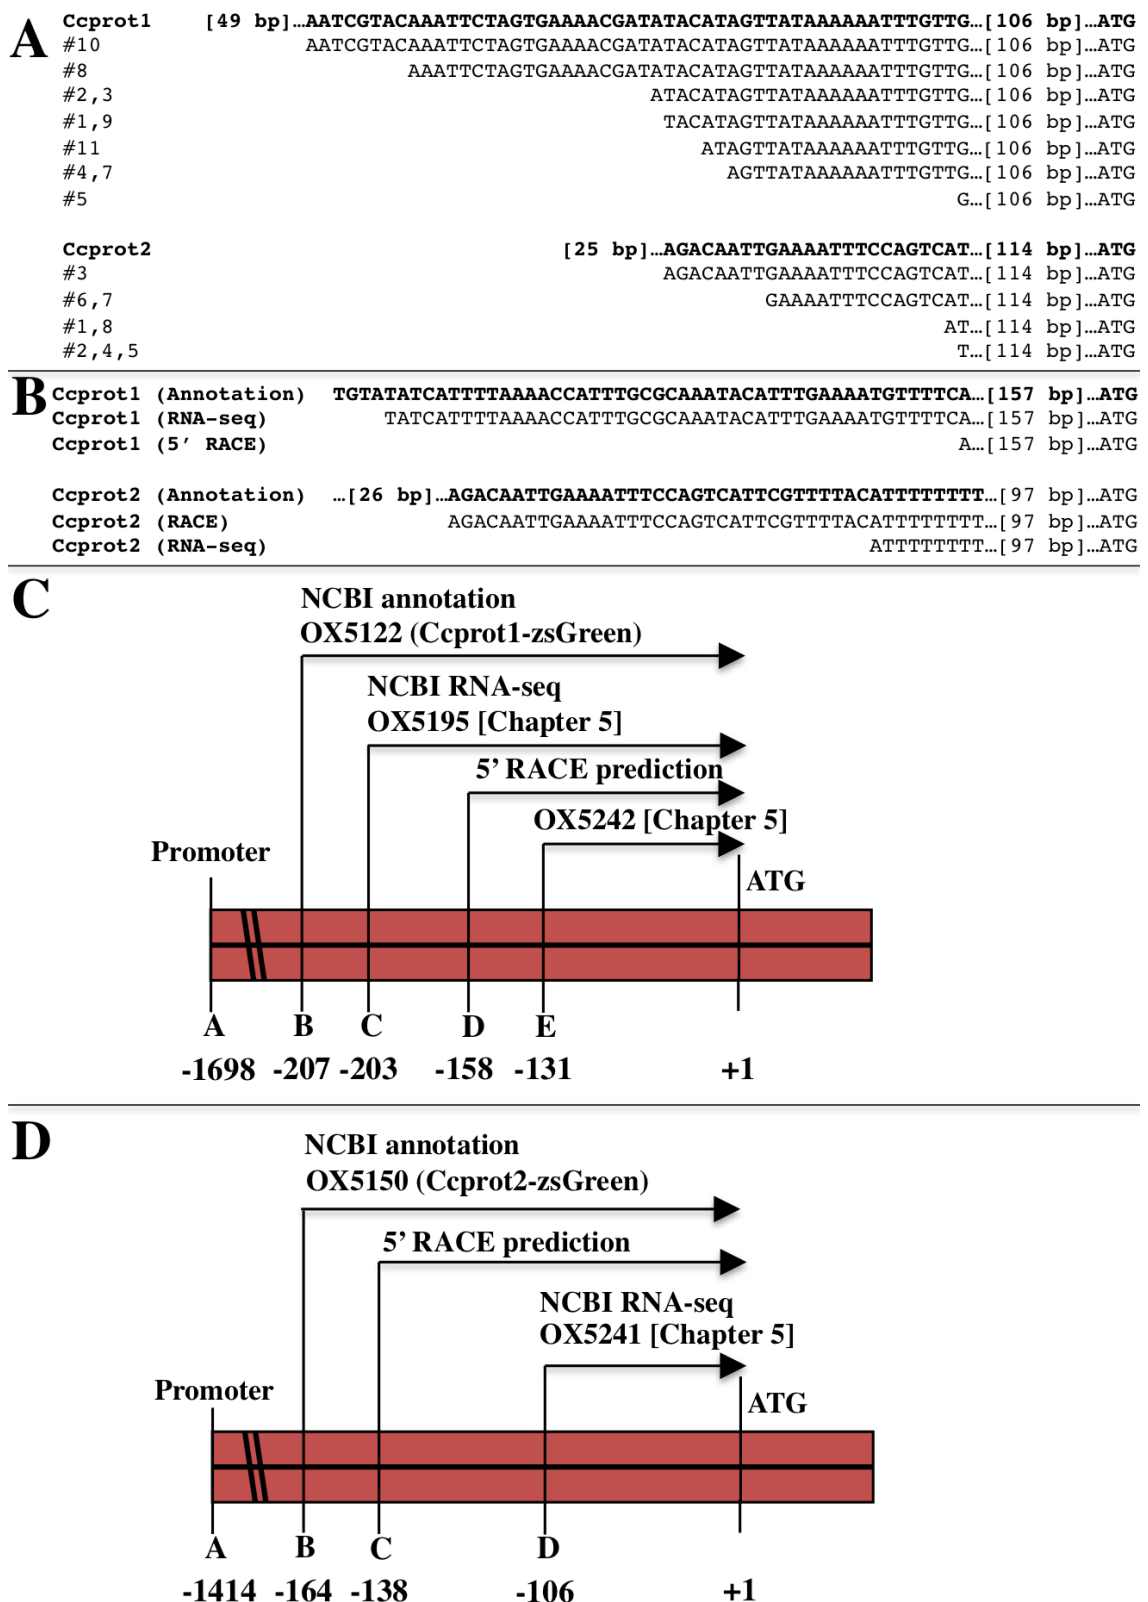 A
Ccprot1 [49 bp]…AATCGTACAAATTCTAGTGAAAACGATATACATAGTTATAAAAAATTTGTTG…[106 bp]…ATG
#10 AATCGTACAAATTCTAGTGAAAACGATATACATAGTTATAAAAAATTTGTTG…[106 bp]…ATG
#8 AAATTCTAGTGAAAACGATATACATAGTTATAAAAAATTTGTTG…[106 bp]…ATG
#2,3 ATACATAGTTATAAAAAATTTGTTG…[106 bp]…ATG
#1,9 TACATAGTTATAAAAAATTTGTTG…[106 bp]…ATG
#11 ATAGTTATAAAAAATTTGTTG…[106 bp]…ATG
#4,7 AGTTATAAAAAATTTGTTG…[106 bp]…ATG
#5 G…[106 bp]…ATG
Ccprot2 [25 bp]…AGACAATTGAAAATTTCCAGTCAT…[114 bp]…ATG
#3 AGACAATTGAAAATTTCCAGTCAT…[114 bp]…ATG
#6,7 GAAAATTTCCAGTCAT…[114 bp]…ATG
#1,8 AT…[114 bp]…ATG
#2,4,5 T…[114 bp]…ATG
B
Ccprot1 (Annotation) TGTATATCATTTTAAAACCATTTGCGCAAATACATTTGAAAATGTTTTCA…[157 bp]…ATG
Ccprot1 (RNA-seq) TATCATTTTAAAACCATTTGCGCAAATACATTTGAAAATGTTTTCA…[157 bp]…ATG
Ccprot1 (5′ RACE) A…[157 bp]…ATG
Ccprot2 (Annotation) …[26 bp]…AGACAATTGAAAATTTCCAGTCATTCGTTTTACATTTTTTTTT…[97 bp]…ATG
Ccprot2 (RACE) AGACAATTGAAAATTTCCAGTCATTCGTTTTACATTTTTTTTT…[97 bp]…ATG
Ccprot2 (RNA-seq) ATTTTTTTT…[97 bp]…ATG
C
NCBI annotation
OX5122 (Ccprot1-zsGreen)
NCBI RNA-seq
OX5195 [Chapter 5]
5’ RACE prediction
OX5242 [Chapter 5]
Promoter
ATG
A B C D E
-1698 -207 -203 -158 -131 +1
D
NCBI annotation
OX5150 (Ccprot2-zsGreen)
5’ RACE prediction
NCBI RNA-seq
OX5241 [Chapter 5]
Promoter
ATG
A B C D
-1414 -164 -138 -106 +1